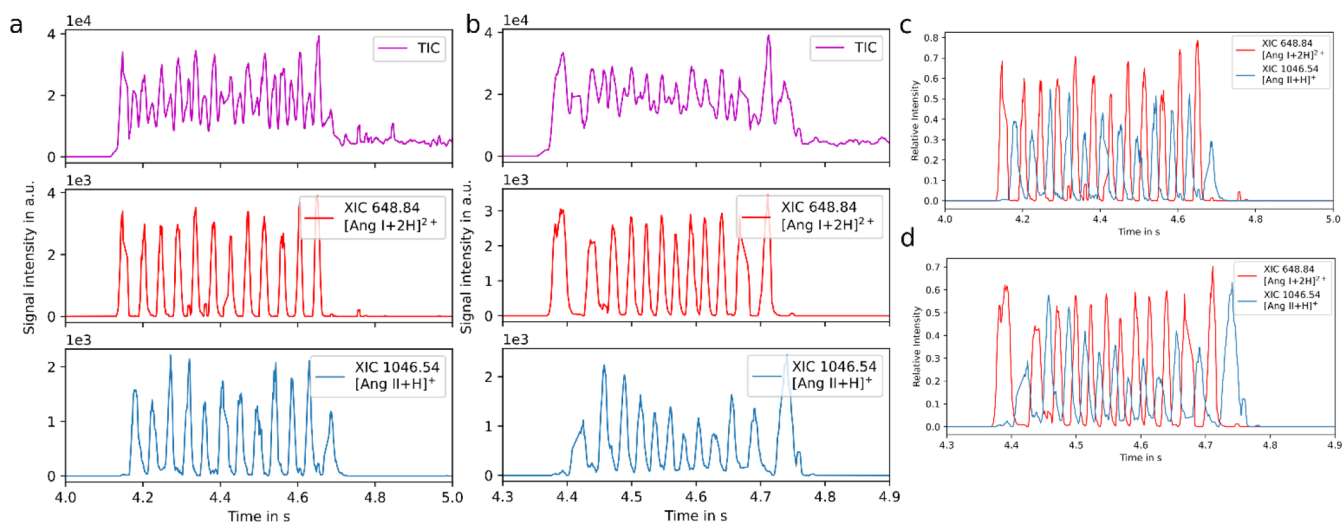 a
1e4
4
2
0
TIC
1e3
4
2
0
XIC 648.84
[Ang I+2H]²⁺
Signal intensity in a.u.
1e3
2
1
0
XIC 1046.54
[Ang II+H]⁺
4.0 4.2 4.4 4.6 4.8 5.0
Time in s
b
1e4
4
2
0
TIC
1e3
3
2
1
0
XIC 648.84
[Ang I+2H]²⁺
Signal intensity in a.u.
1e3
2
1
0
XIC 1046.54
[Ang II+H]⁺
4.3 4.4 4.5 4.6 4.7 4.8 4.9
Time in s
c
0.8
0.7
0.6
0.5
0.4
0.3
0.2
0.1
0.0
Relative Intensity
XIC 648.84
[Ang I+2H]²⁺
XIC 1046.54
[Ang II+H]⁺
4.0 4.2 4.4 4.6 4.8 5.0
Time in s
d
0.7
0.6
0.5
0.4
0.3
0.2
0.1
0.0
Relative Intensity
XIC 648.84
[Ang I+2H]²⁺
XIC 1046.54
[Ang II+H]⁺
4.3 4.4 4.5 4.6 4.7 4.8 4.9
Time in s